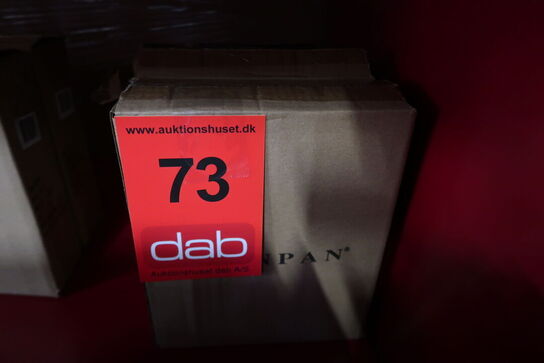 www.auktionshuset.dk
73
dab
Auktionshuset dab A/S
NPAN®